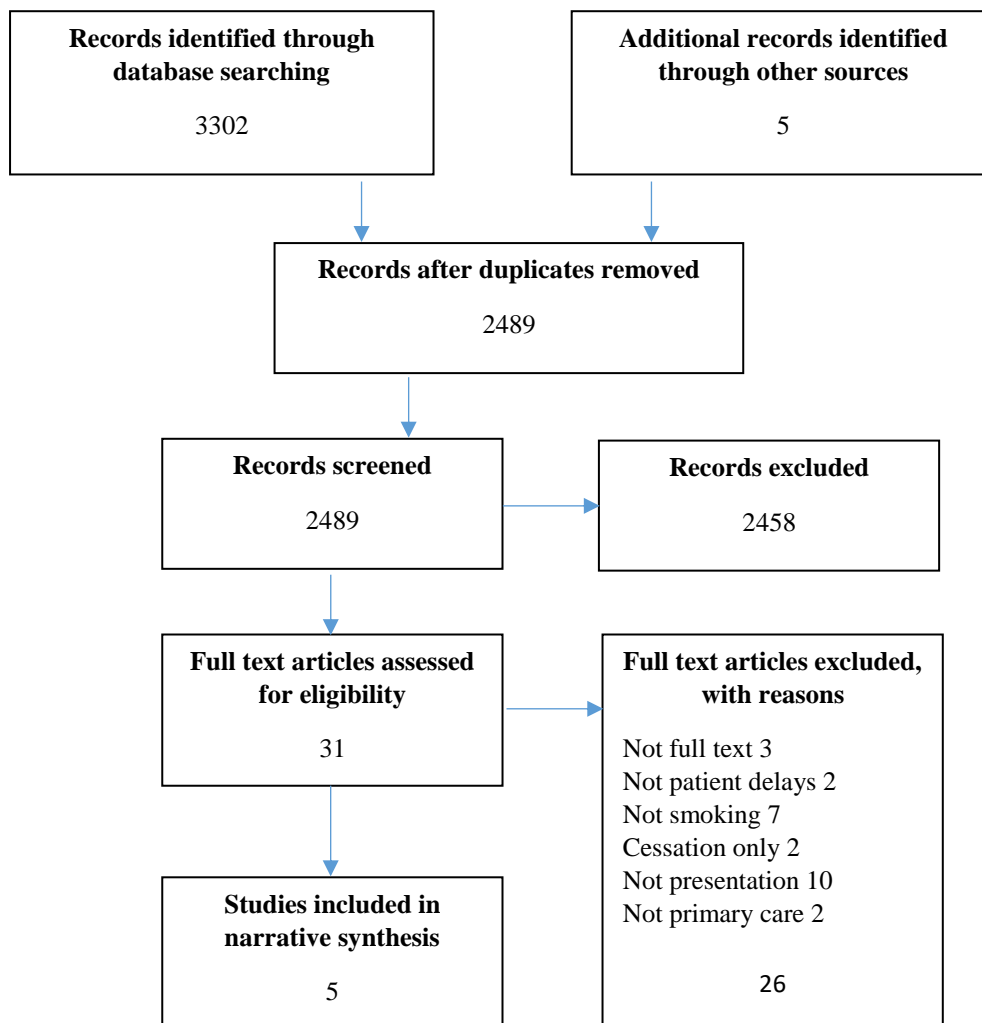 Records identified through
database searching
3302
Additional records identified
through other sources
5
Records after duplicates removed
2489
Records screened
2489
Records excluded
2458
Full text articles assessed
for eligibility
31
Full text articles excluded,
with reasons
Not full text 3
Not patient delays 2
Not smoking 7
Cessation only 2
Not presentation 10
Not primary care 2
26
Studies included in
narrative synthesis
5